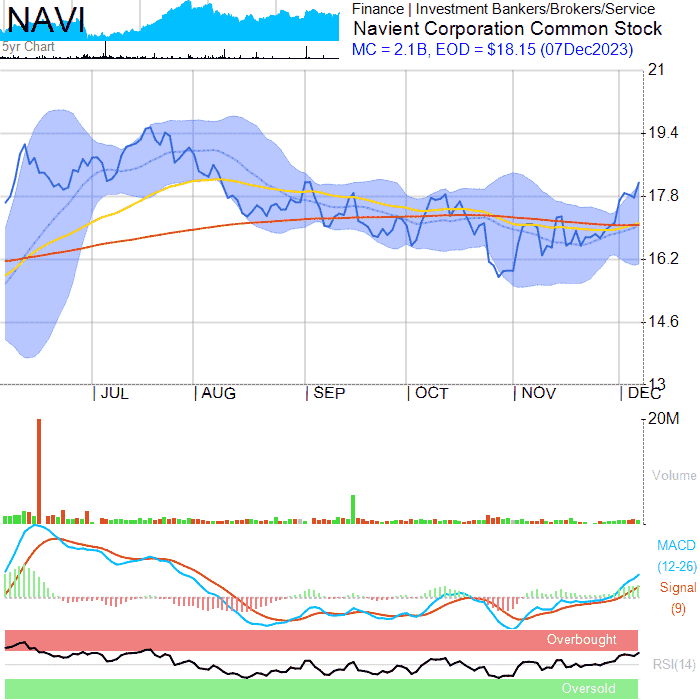 NAVI
5yr Chart
Finance | Investment Bankers/Brokers/Service
Navient Corporation Common Stock
MC = 2.1B, EOD = $18.15 (07Dec2023)
21
19.4
17.8
16.2
14.6
13
JUL
AUG
SEP
OCT
NOV
DEC
20M
Volume
MACD
(12-26)
Signal
(9)
Overbought
RSI(14)
Oversold